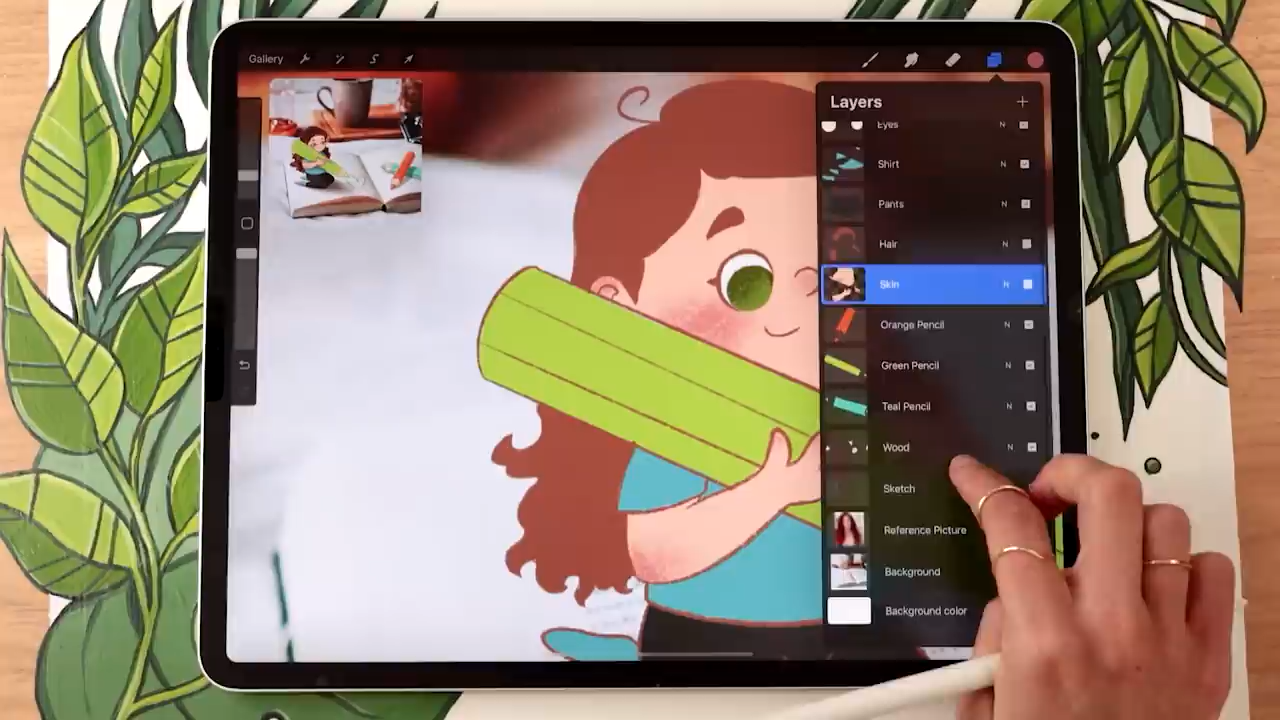 Gallery
Layers
Eyes N
Shirt N
Pants N
Hair N
Skin N
Orange Pencil N
Green Pencil N
Teal Pencil N
Wood N
Sketch
Reference Picture
Background
Background color